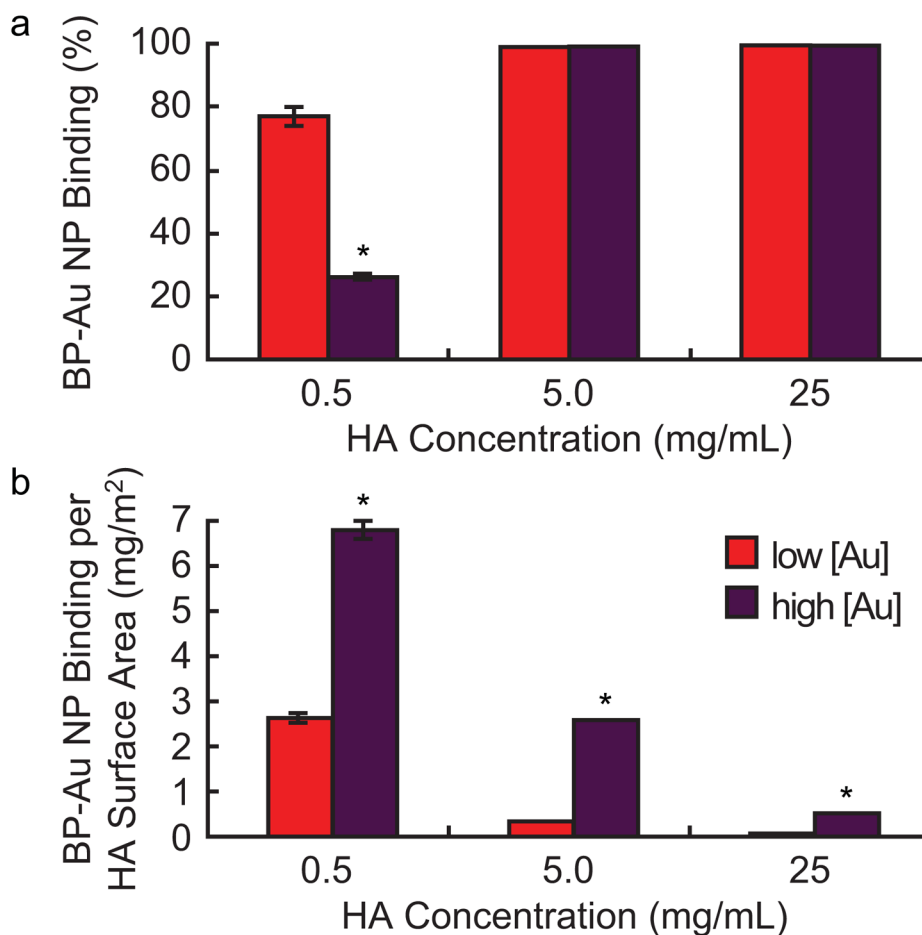 a
BP-Au NP Binding (%)
100
80
60
40
20
0
*
0.5
5.0
25
HA Concentration (mg/mL)
b
BP-Au NP Binding per
HA Surface Area (mg/m²)
7
6
5
4
3
2
1
0
*
*
*
low [Au]
high [Au]
0.5
5.0
25
HA Concentration (mg/mL)